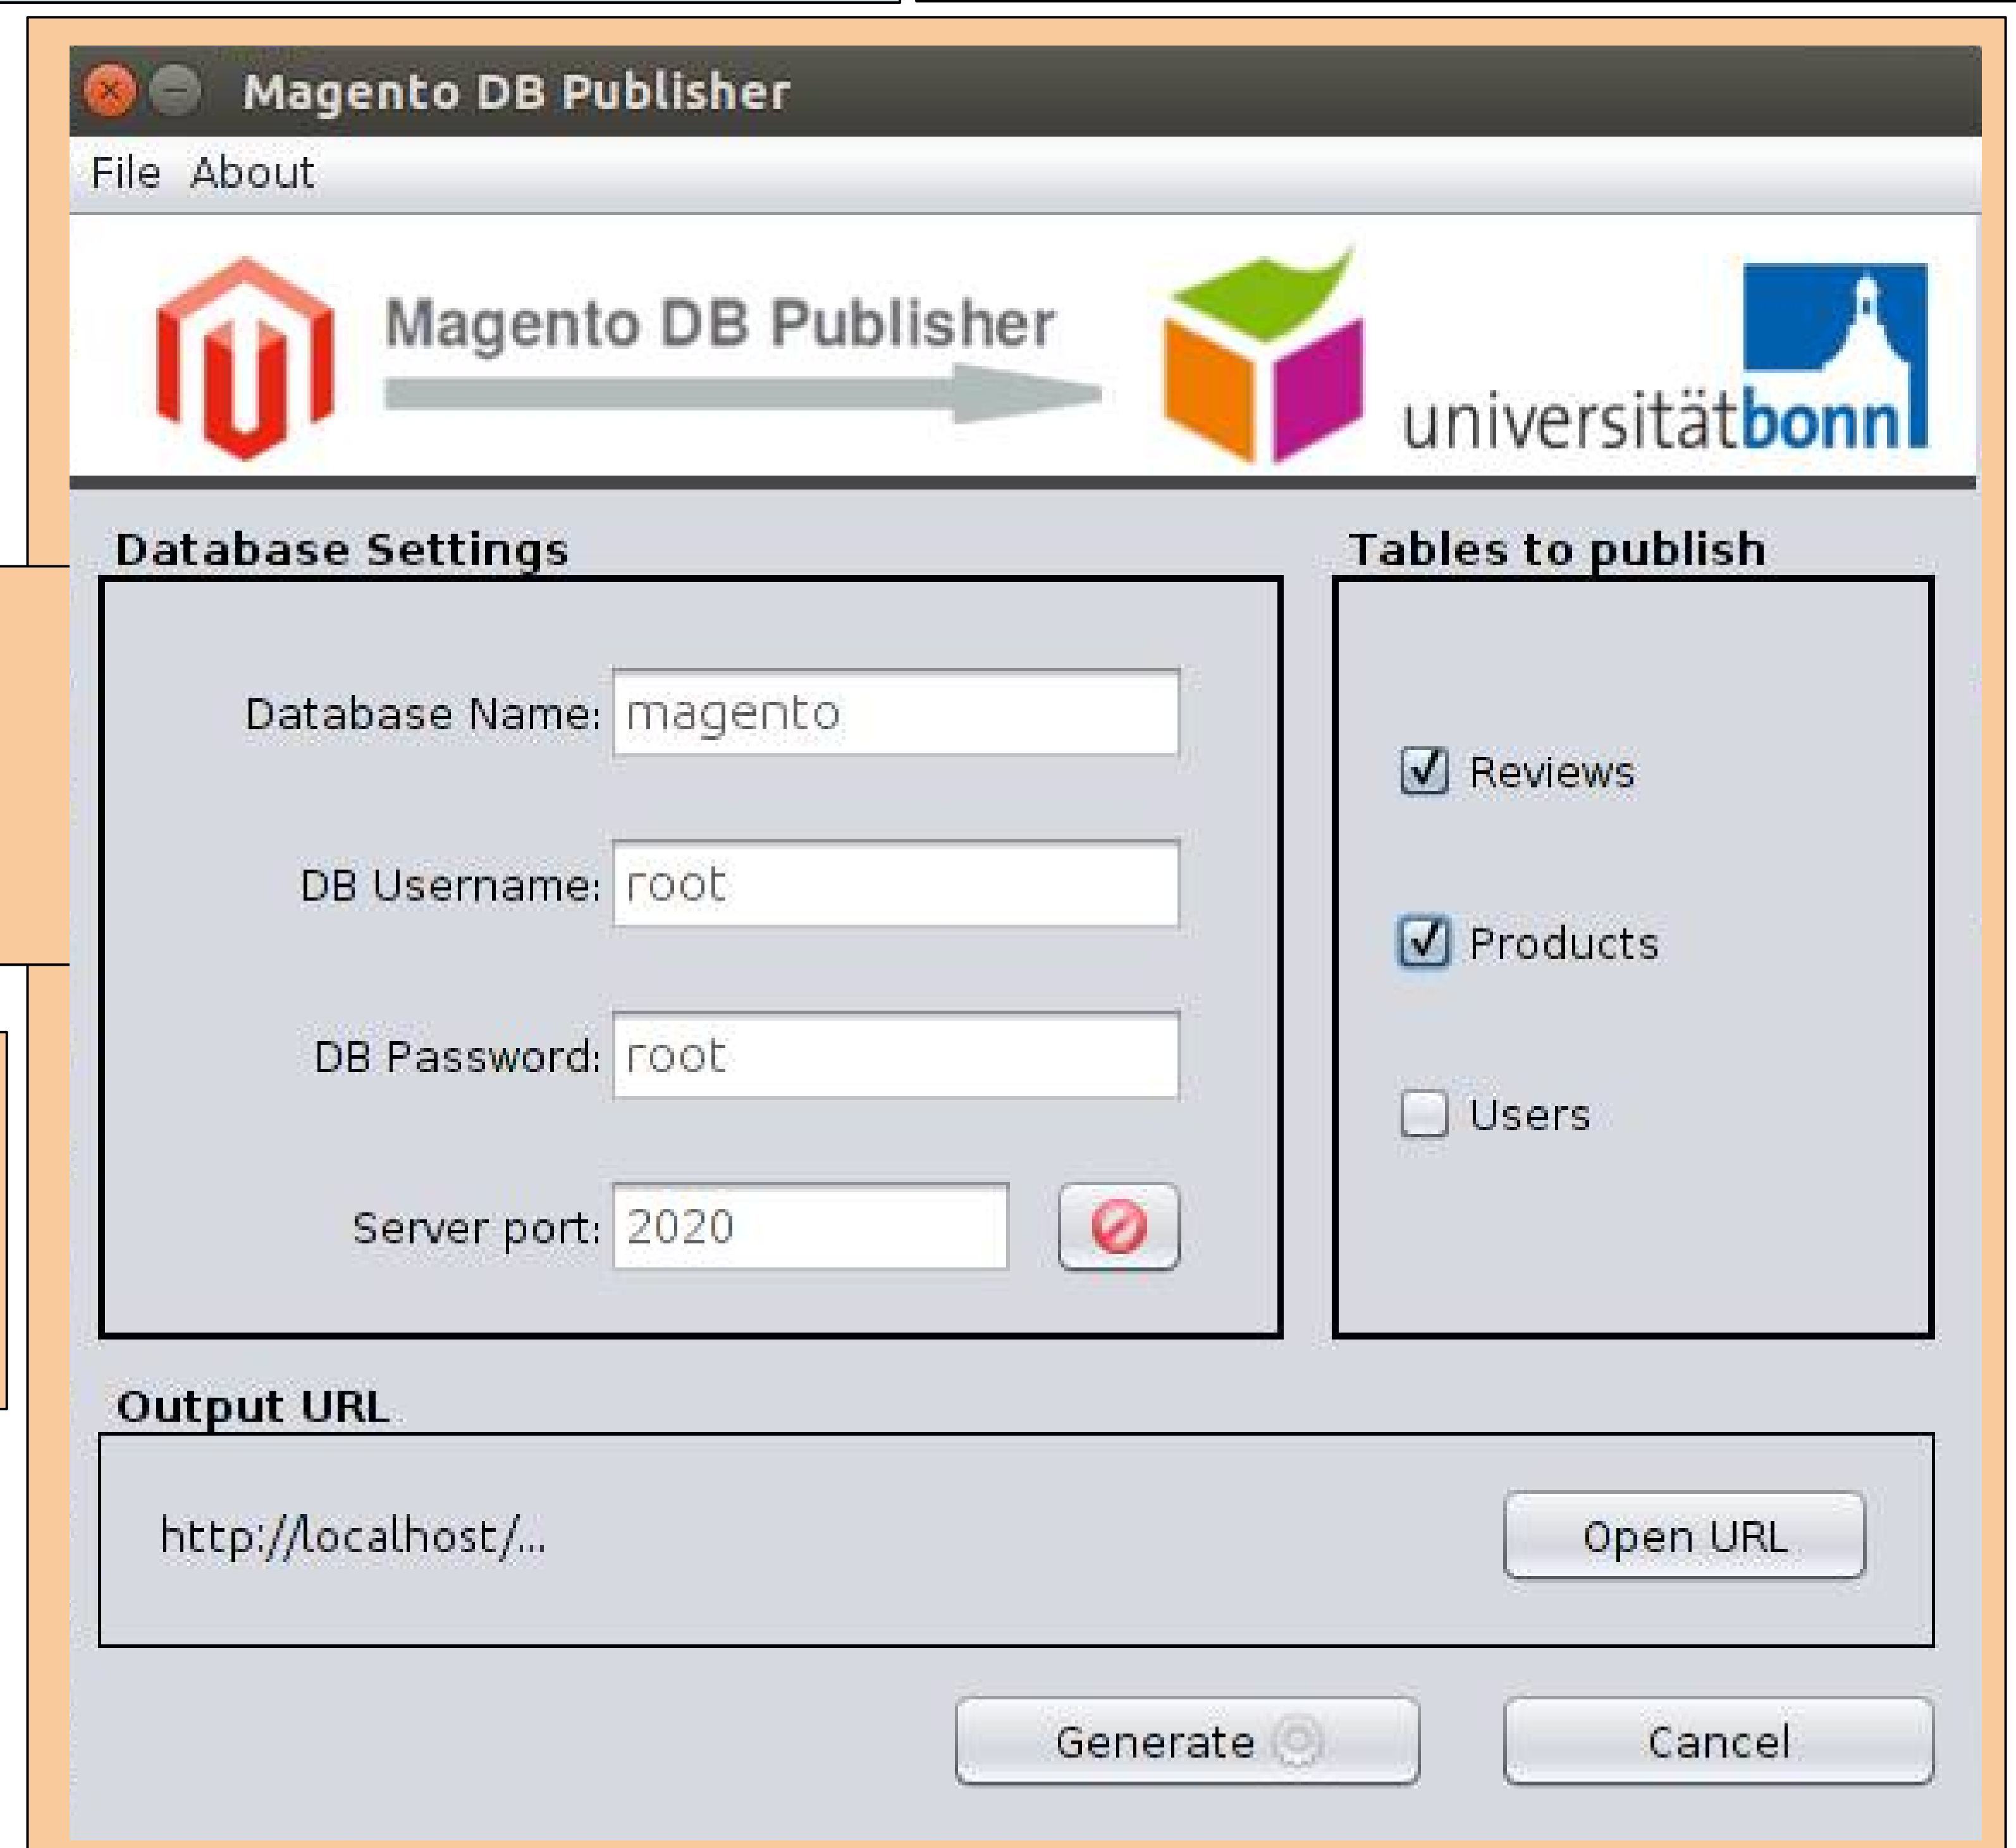 Magento DB Publisher
File About
Magento DB Publisher
universitätbonn
Database Settings
Tables to publish
Database Name: magento
Reviews
DB Username: root
Products
DB Password: root
Users
Server port: 2020
Output URL
http://localhost/...
Open URL
Generate
Cancel